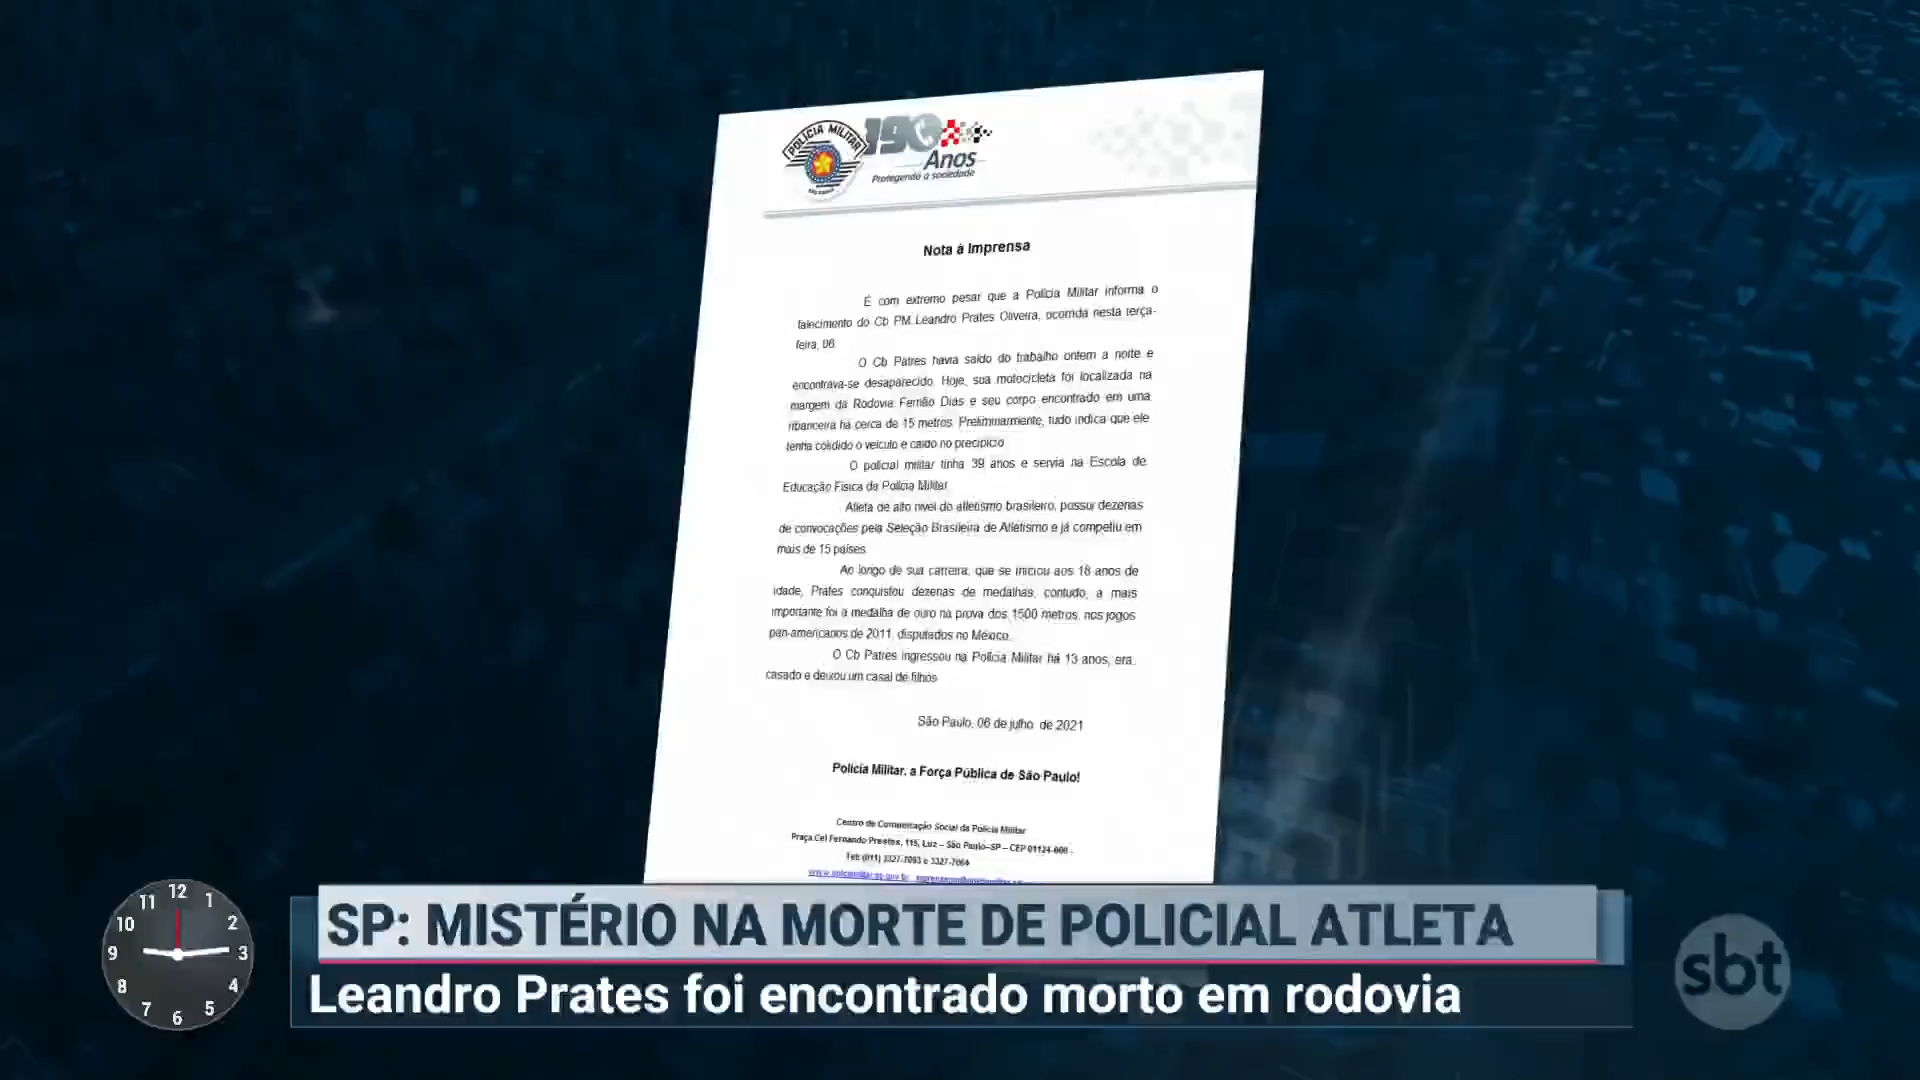 POLÍCIA MILITAR
SÃO PAULO
190 Anos
Protegendo a sociedade
Nota á Imprensa
É com extremo pesar que a Polícia Militar informa o
falecimento do Cb PM Leandro Prates Oliveira, ocorrida nesta terça-
feira, 06.
O Cb Patres havia saído do trabalho ontem a noite e
encontrava-se desaparecido. Hoje, sua motocicleta foi localizada na
margem da Rodovia Fernão Dias e seu corpo encontrado em uma
ribanceira há cerca de 15 metros. Preliminarmente, tudo indica que ele
tenha colidido o veículo e caído no precipício.
O policial militar tinha 39 anos e servia na Escola de
Educação Física da Polícia Militar.
Atleta de alto nível do atletismo brasileiro, possui dezenas
de convocações pela Seleção Brasileira de Atletismo e já competiu em
mais de 15 países.
Ao longo de sua carreira, que se iniciou aos 18 anos de
idade, Prates conquistou dezenas de medalhas, contudo, a mais
importante foi a medalha de ouro na prova dos 1500 metros, nos jogos
pan-americanos de 2011, disputados no México.
O Cb Patres ingressou na Polícia Militar há 13 anos, era
casado e deixou um casal de filhos.
São Paulo, 06 de julho de 2021
Polícia Militar, a Força Pública de São Paulo!
Centro de Comunicação Social da Polícia Militar
Praça Cel Fernando Prestes, 115, Luz – São Paulo–SP – CEP 01124-060 -
Tel: (011) 3327-7093 e 3327-7064
www.policiamilitar.sp.gov.br
12 1 2 3 4 5 6 7 8 9 10 11
SP: MISTÉRIO NA MORTE DE POLICIAL ATLETA
Leandro Prates foi encontrado morto em rodovia
sbt